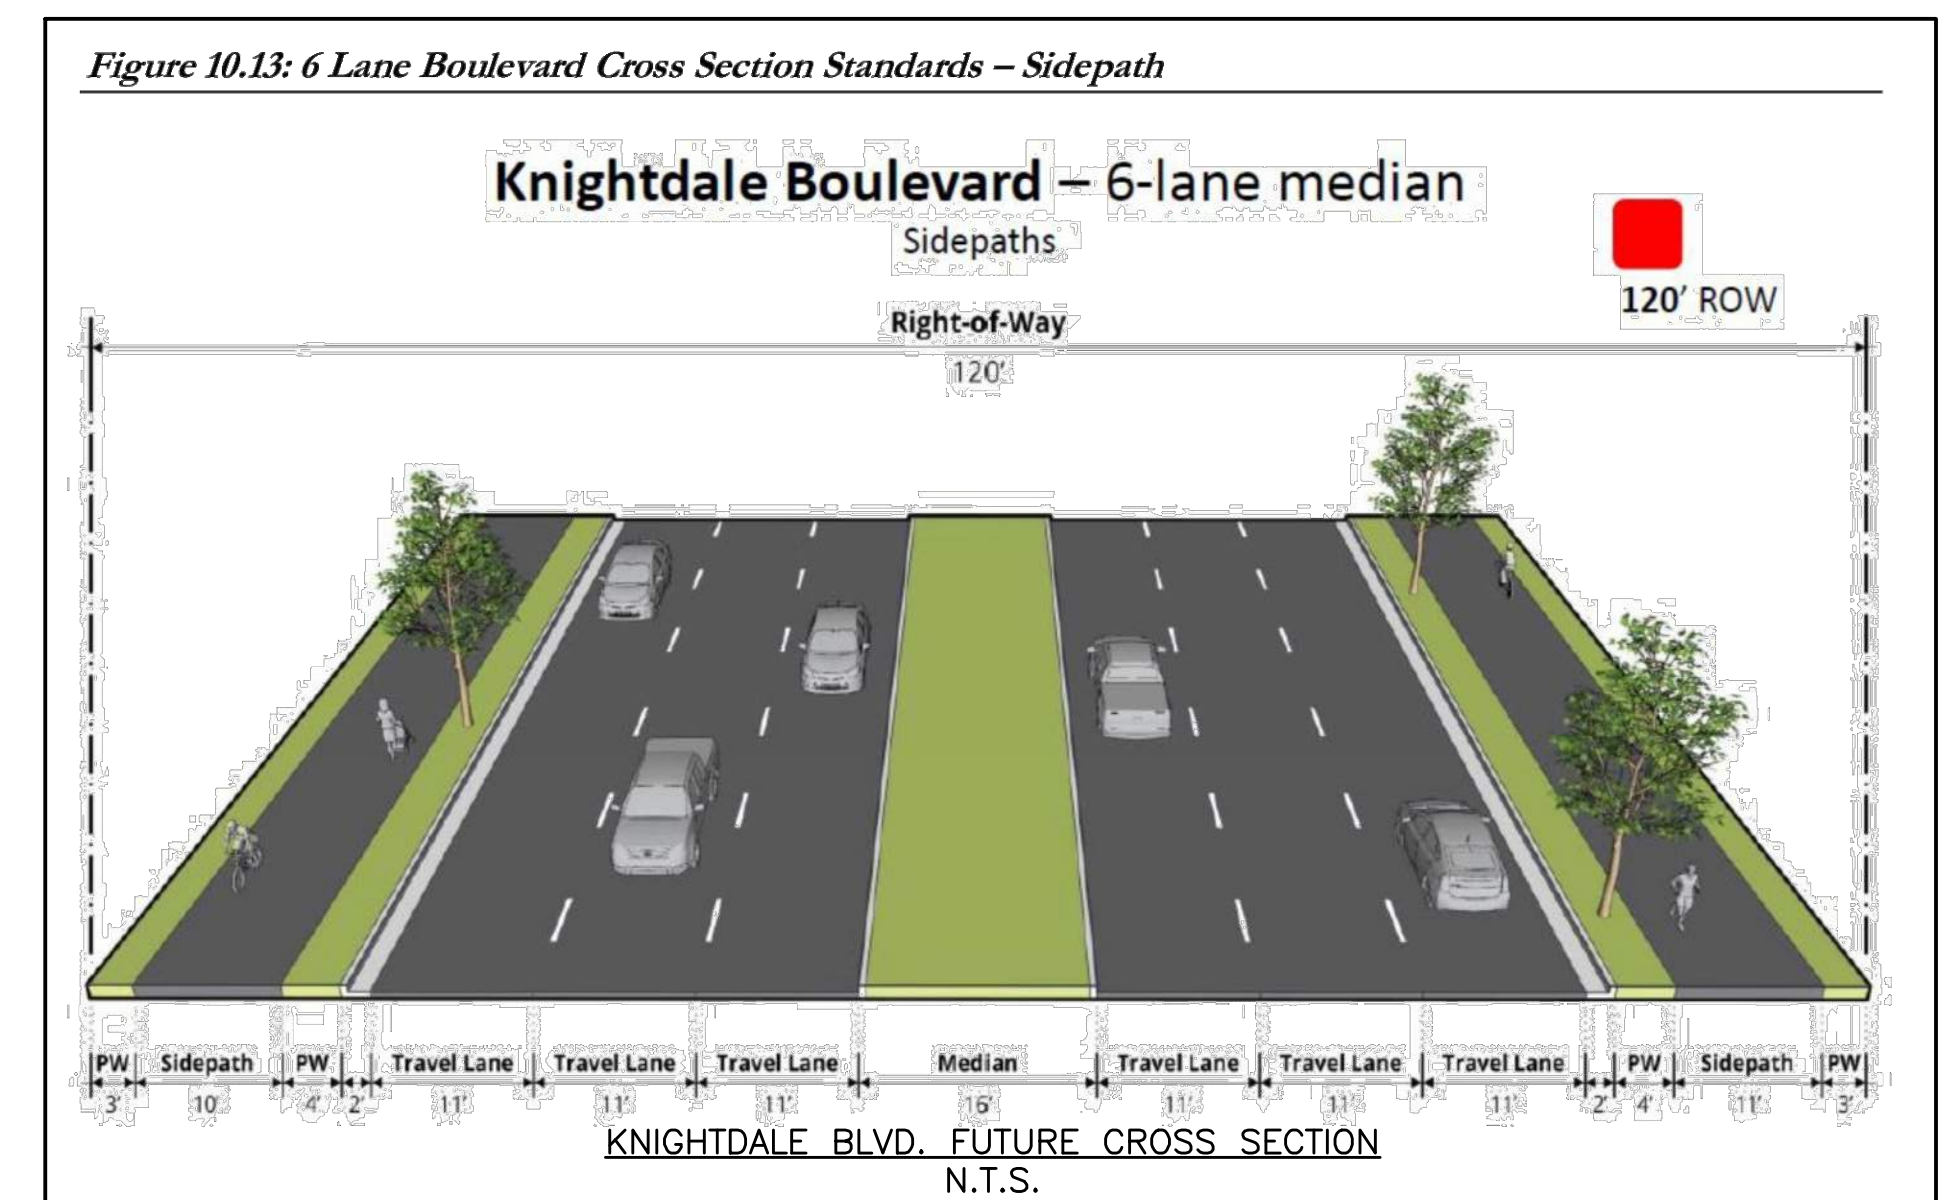 Figure 10.13: 6 Lane Boulevard Cross Section Standards – Sidepath
Knightdale Boulevard – 6-lane median
Sidepaths
120' ROW
Right-of-Way
120'
PW Sidepath PW Travel Lane Travel Lane Travel Lane Median Travel Lane Travel Lane Travel Lane PW Sidepath PW
3' 10' 4' 2' 11' 11' 11' 16' 11' 11' 11' 2' 4' 11' 3'
KNIGHTDALE BLVD. FUTURE CROSS SECTION
N.T.S.